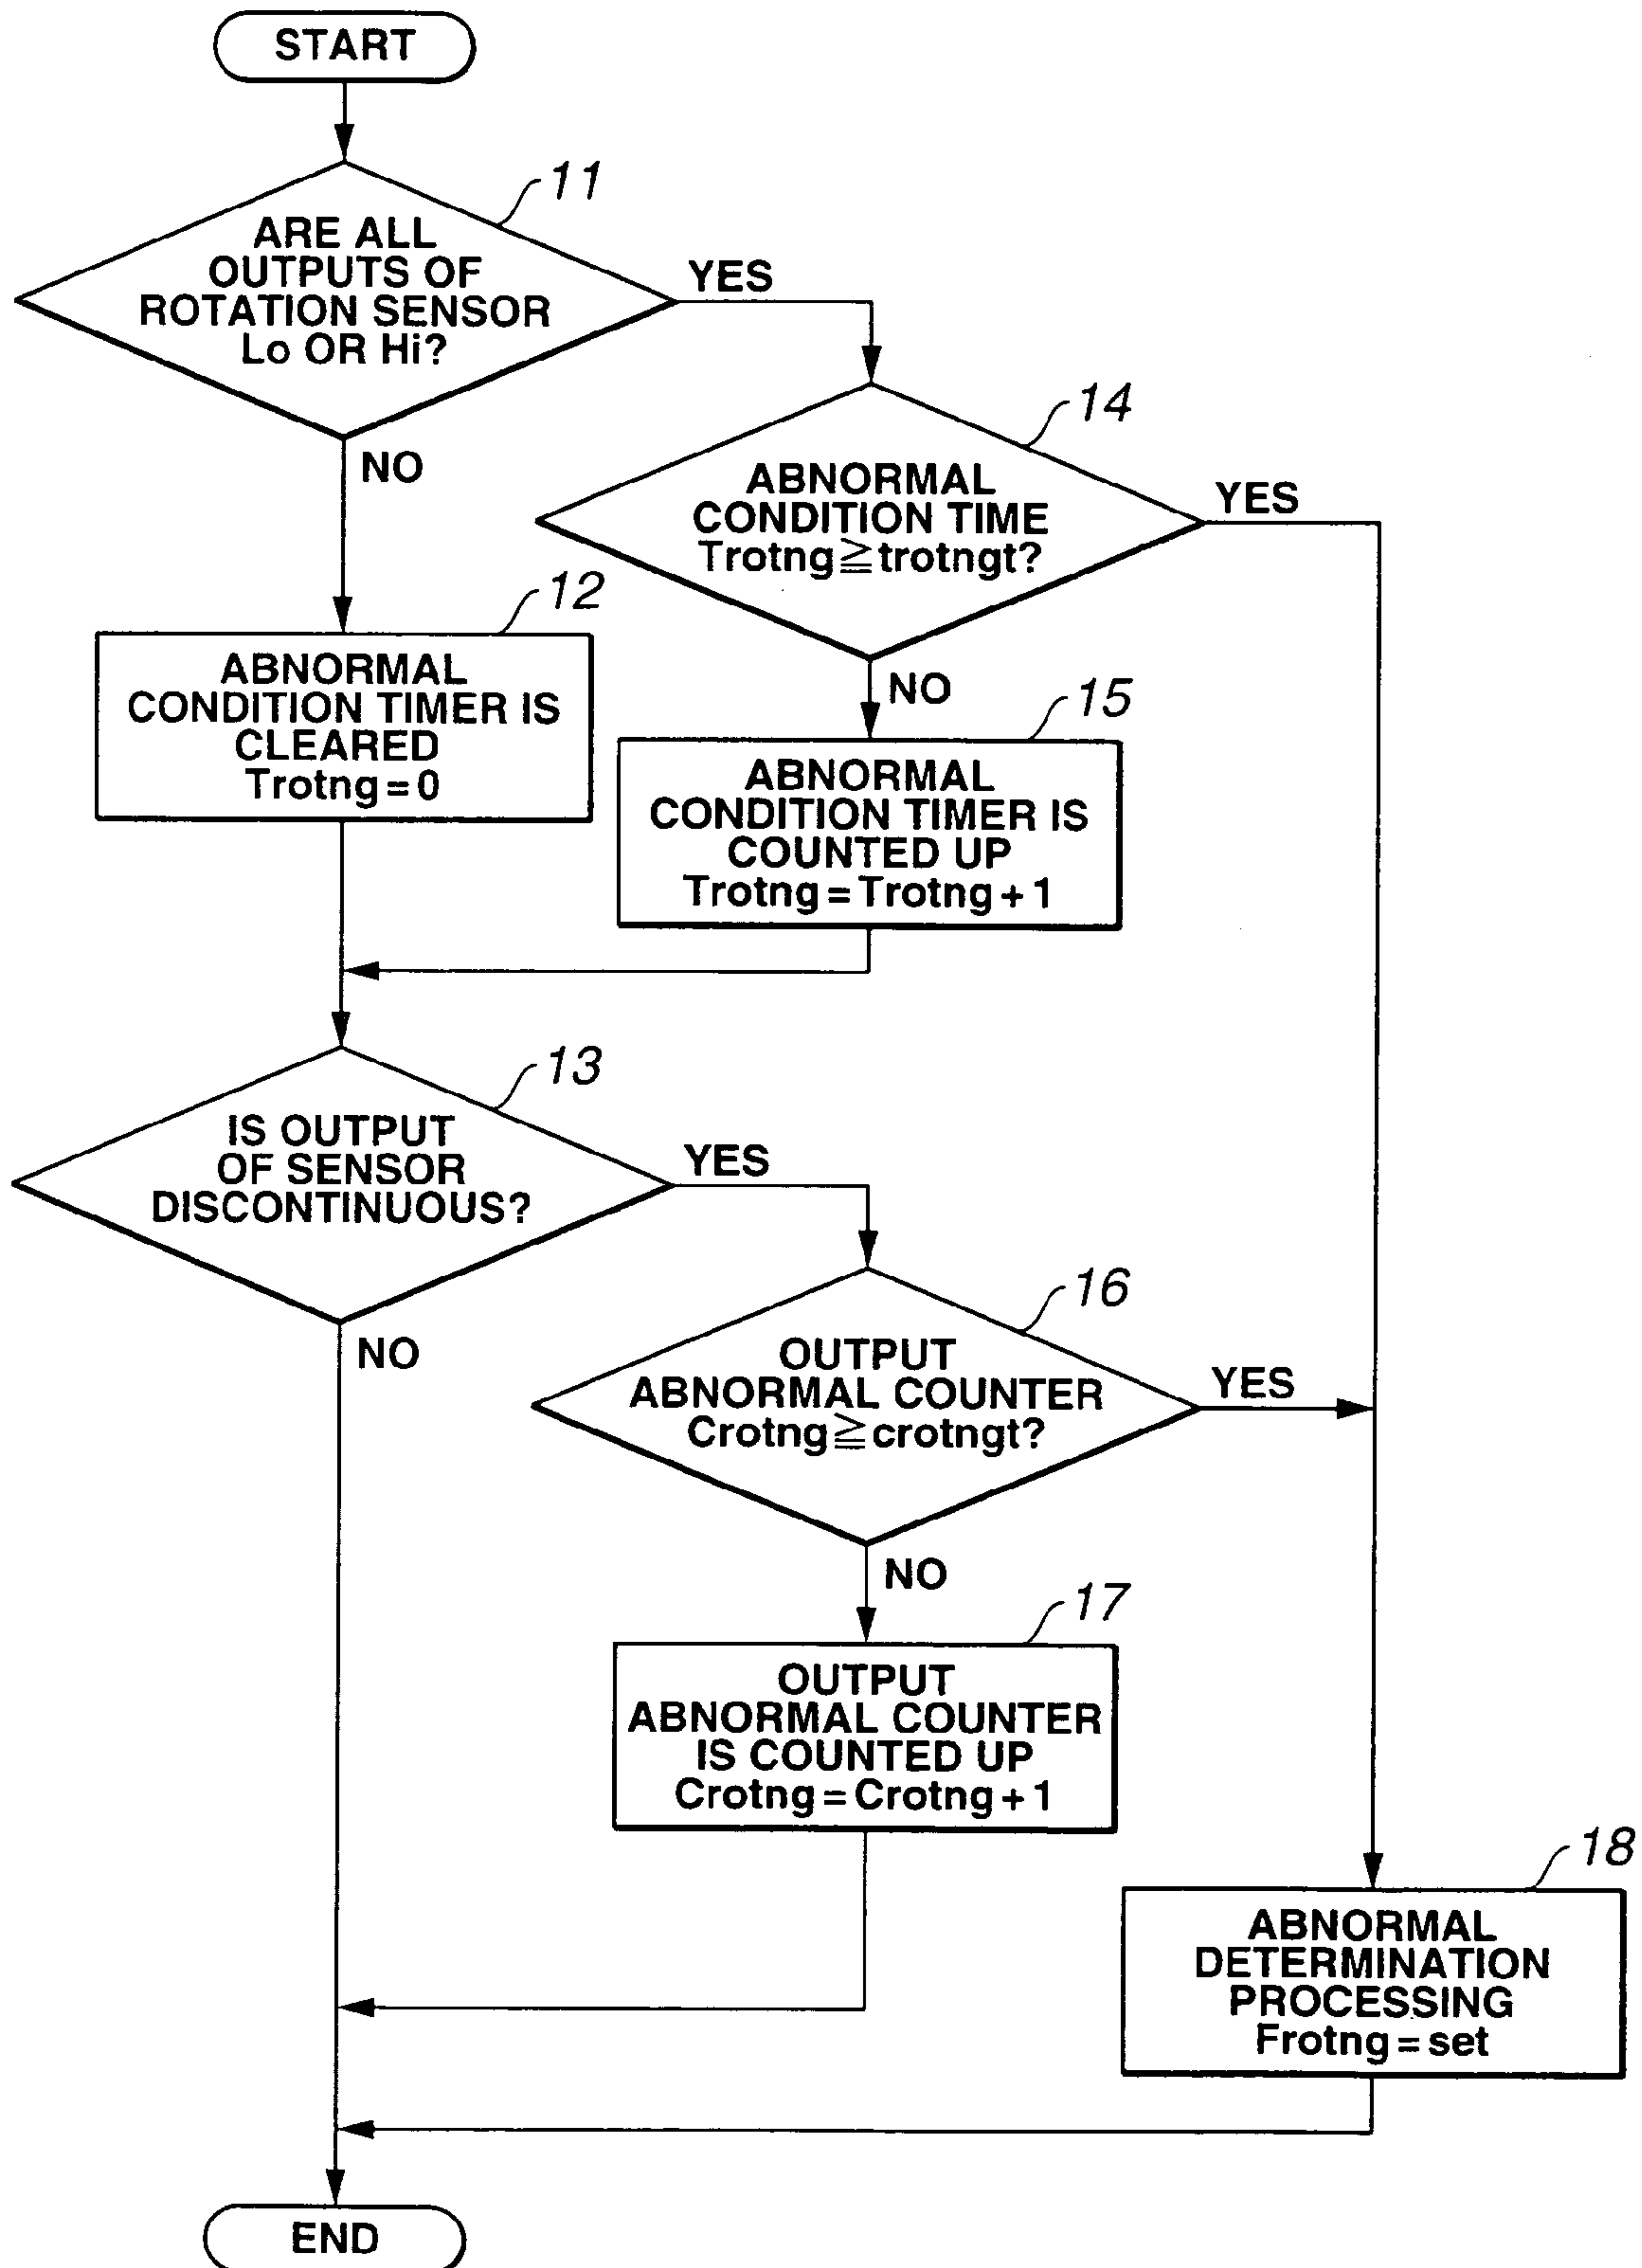 START
11
ARE ALL
OUTPUTS OF
ROTATION SENSOR
Lo OR Hi?
YES
NO
14
ABNORMAL
CONDITION TIME
Trotng≧trotngt?
YES
NO
12
ABNORMAL
CONDITION TIMER IS
CLEARED
Trotng=0
15
ABNORMAL
CONDITION TIMER IS
COUNTED UP
Trotng=Trotng+1
13
IS OUTPUT
OF SENSOR
DISCONTINUOUS?
YES
NO
16
OUTPUT
ABNORMAL COUNTER
Crotng≧crotngt?
YES
NO
17
OUTPUT
ABNORMAL COUNTER
IS COUNTED UP
Crotng=Crotng+1
18
ABNORMAL
DETERMINATION
PROCESSING
Frotng=set
END